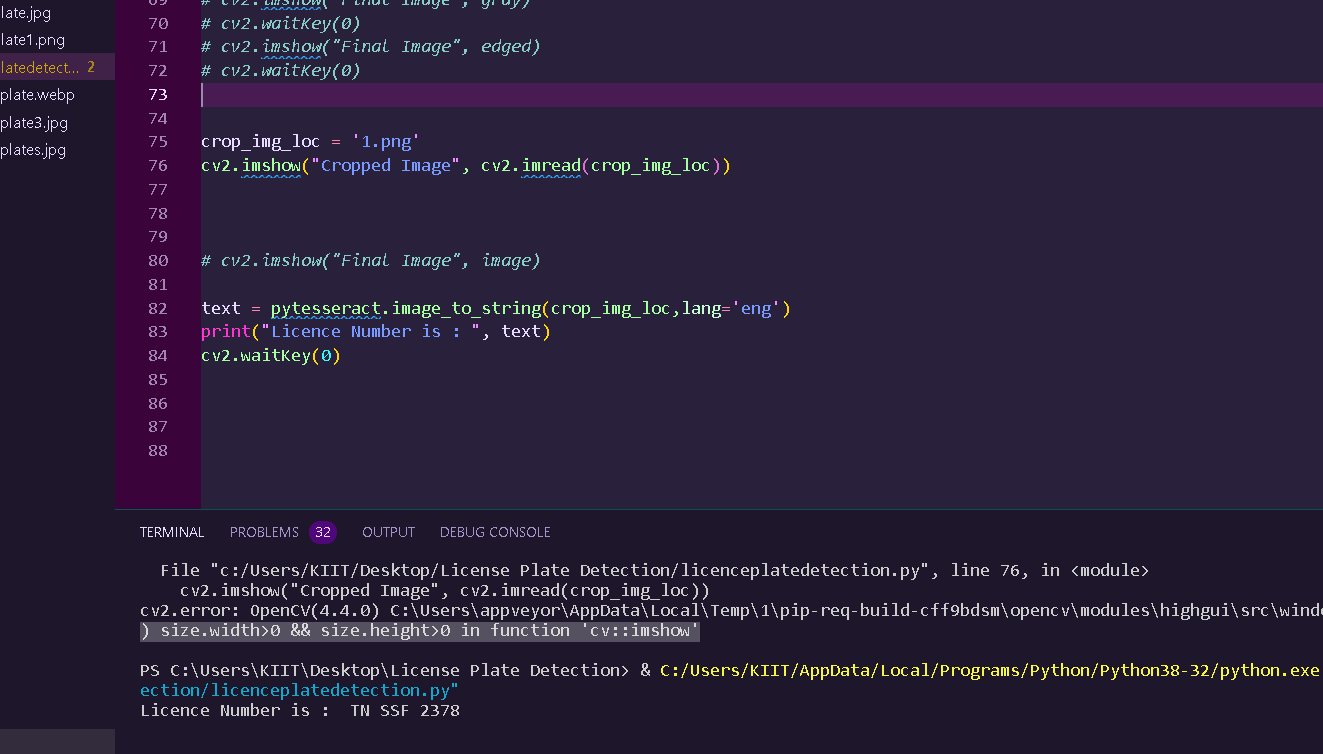 late.jpg
late1.png
latedetect... 2
plate.webp
plate3.jpg
plates.jpg
69 # cv2.imshow("Final Image", gray)
70 # cv2.waitKey(0)
71 # cv2.imshow("Final Image", edged)
72 # cv2.waitKey(0)
73
74
75 crop_img_loc = '1.png'
76 cv2.imshow("Cropped Image", cv2.imread(crop_img_loc))
77
78
79
80 # cv2.imshow("Final Image", image)
81
82 text = pytesseract.image_to_string(crop_img_loc,lang='eng')
83 print("Licence Number is : ", text)
84 cv2.waitKey(0)
85
86
87
88
TERMINAL PROBLEMS 32 OUTPUT DEBUG CONSOLE
File "c:/Users/KIIT/Desktop/License Plate Detection/licenceplatedetection.py", line 76, in <module>
cv2.imshow("Cropped Image", cv2.imread(crop_img_loc))
cv2.error: OpenCV(4.4.0) C:\Users\appveyor\AppData\Local\Temp\1\pip-req-build-cff9bdsm\opencv\modules\highgui\src\wind
) size.width>0 && size.height>0 in function 'cv::imshow'
PS C:\Users\KIIT\Desktop\License Plate Detection> & C:/Users/KIIT/AppData/Local/Programs/Python/Python38-32/python.exe
ection/licenceplatedetection.py"
Licence Number is :  TN SSF 2378